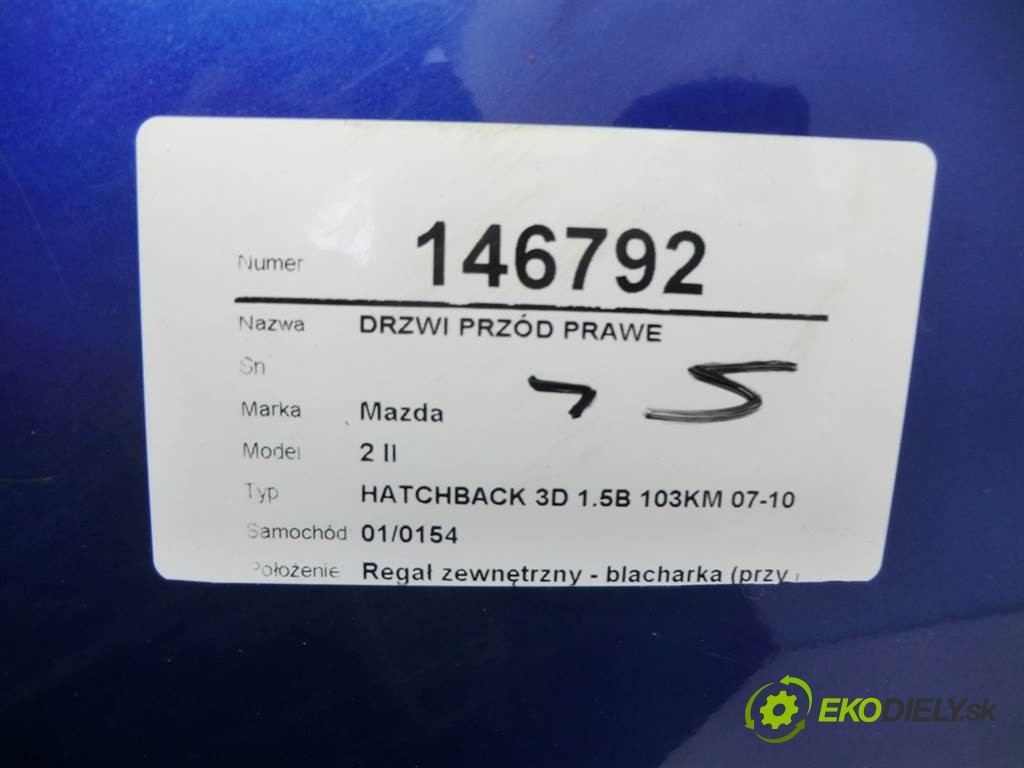 Numer 146792
Nazwa DRZWI PRZÓD PRAWE
Sn
Marka Mazda
Model 2 II
Typ HATCHBACK 3D 1.5B 103KM 07-10
Samochód 01/0154
Położenie Regał zewnętrzny - blacharka (przy
EKODIELY.sk